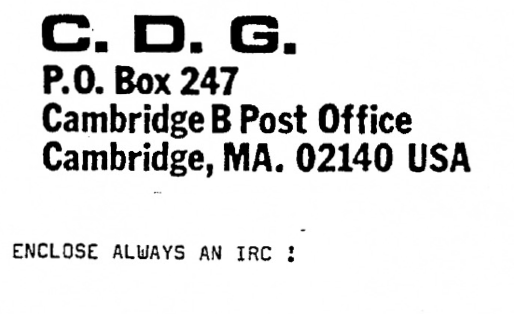 C. D. G.
P.O. Box 247
Cambridge B Post Office
Cambridge, MA. 02140 USA
ENCLOSE ALWAYS AN IRC !